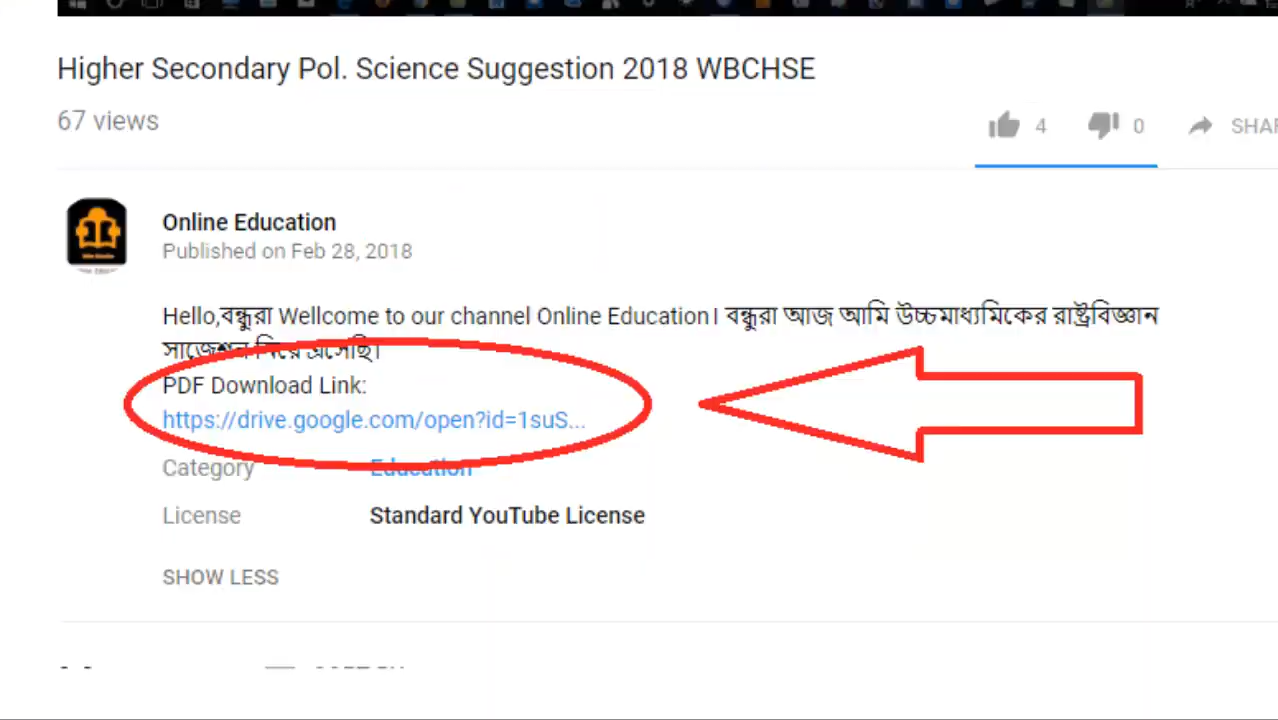 Higher Secondary Pol. Science Suggestion 2018 WBCHSE
67 views
4 0 SHAR
Online Education
Published on Feb 28, 2018
Hello,বন্ধুরা Wellcome to our channel Online Education। বন্ধুরা আজ আমি উচ্চমাধ্যমিকের রাষ্ট্রবিজ্ঞান
সাজেশন নিয়ে এসেছি।
PDF Download Link:
https://drive.google.com/open?id=1suS...
Category Education
License Standard YouTube License
SHOW LESS